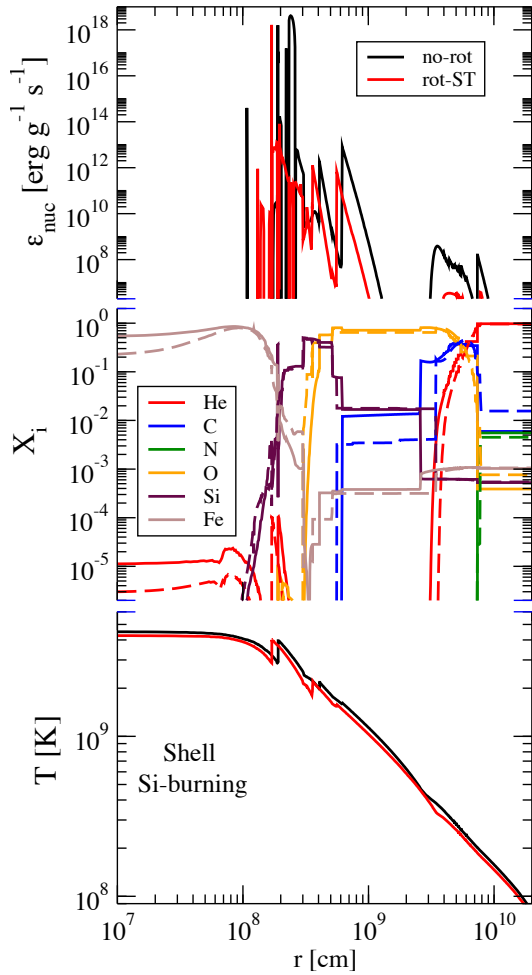 10^18
10^16
10^14
10^12
10^10
10^8
ε_nuc [erg g^-1 s^-1]
no-rot
rot-ST
10^0
10^-1
10^-2
10^-3
10^-4
10^-5
X_i
He
C
N
O
Si
Fe
10^9
10^8
T [K]
Shell
Si-burning
10^7 10^8 10^9 10^10
r [cm]